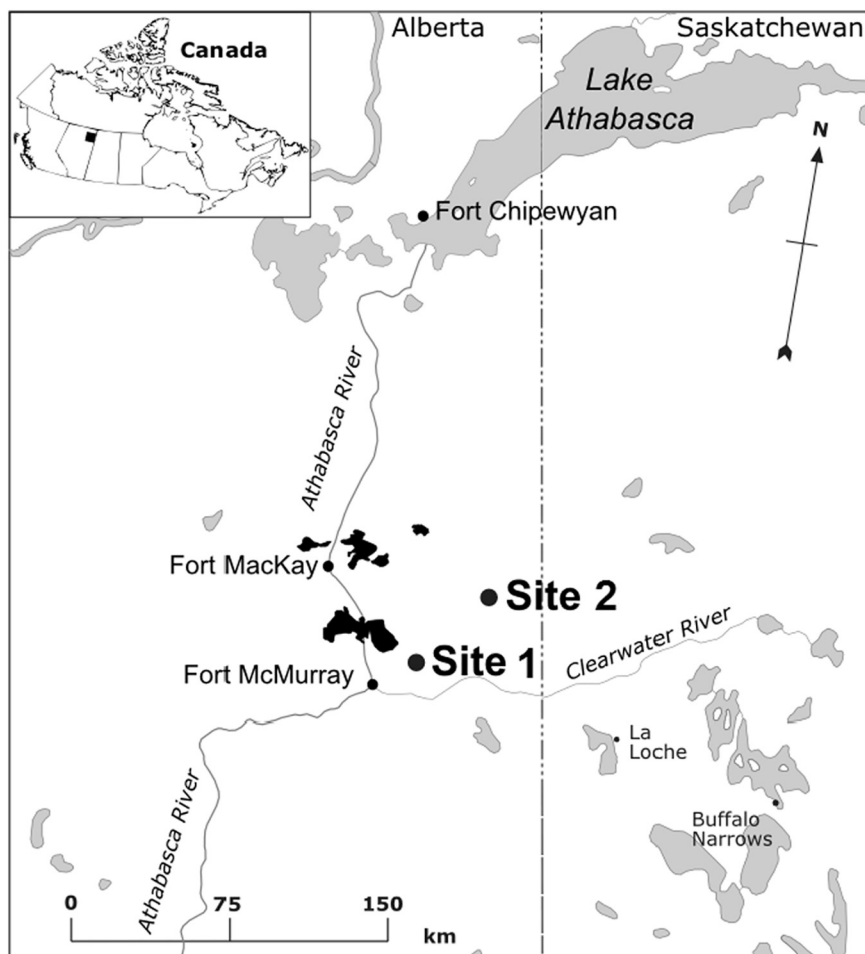 Canada
Alberta
Saskatchewan
Lake
Athabasca
N
Fort Chipewyan
Athabasca River
Fort MacKay
Site 2
Site 1
Clearwater River
Fort McMurray
La
Loche
Buffalo
Narrows
Athabasca River
0 75 150
km